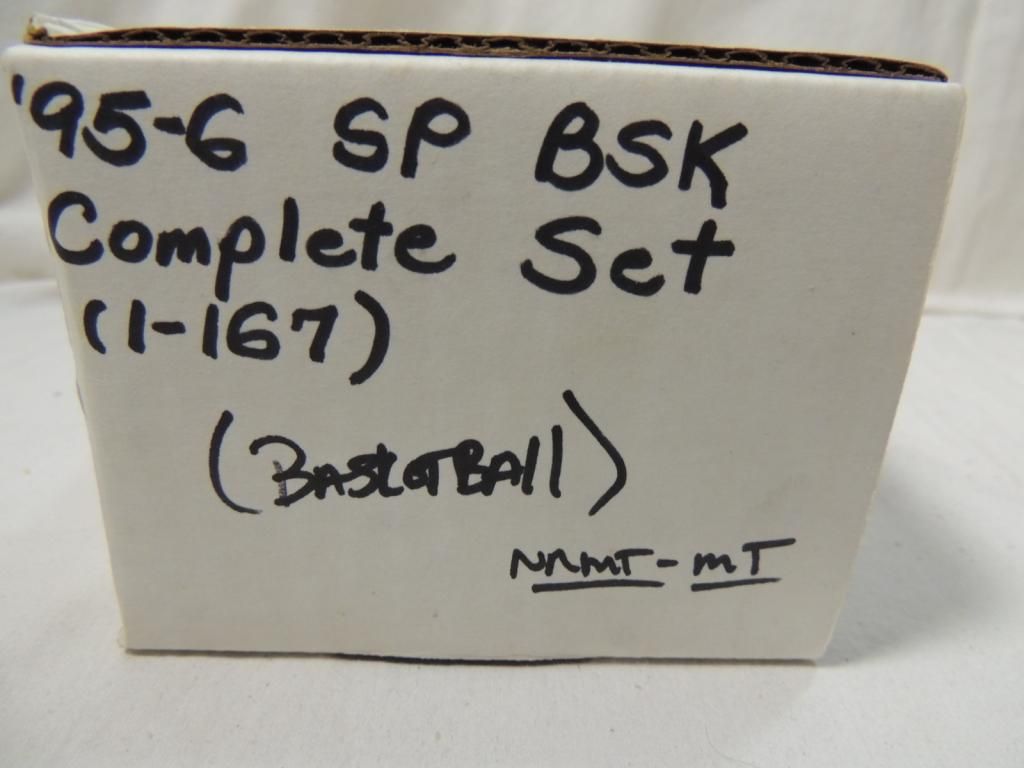 '95-6 SP BSK
Complete Set
(1-167)
(BASKETBAll)
NRMT-MT